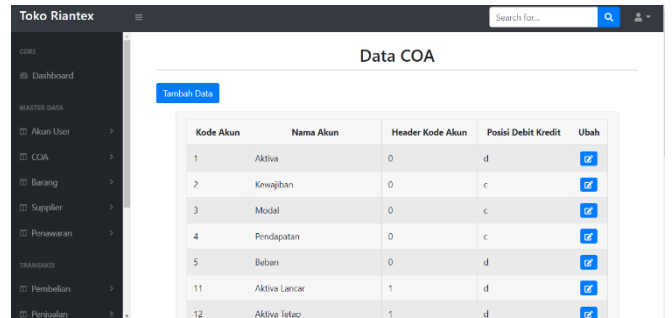 Toko Riantex
Search for...
CORE
Dashboard
MASTER DATA
Akun User
COA
Barang
Supplier
Penawaran
TRANSAKSI
Pembelian
Penjualan
Data COA
Tambah Data
Kode Akun Nama Akun Header Kode Akun Posisi Debit Kredit Ubah
1 Aktiva 0 d
2 Kewajiban 0 c
3 Modal 0 c
4 Pendapatan 0 c
5 Beban 0 d
11 Aktiva Lancar 1 d
12 Aktiva Tetap 1 d